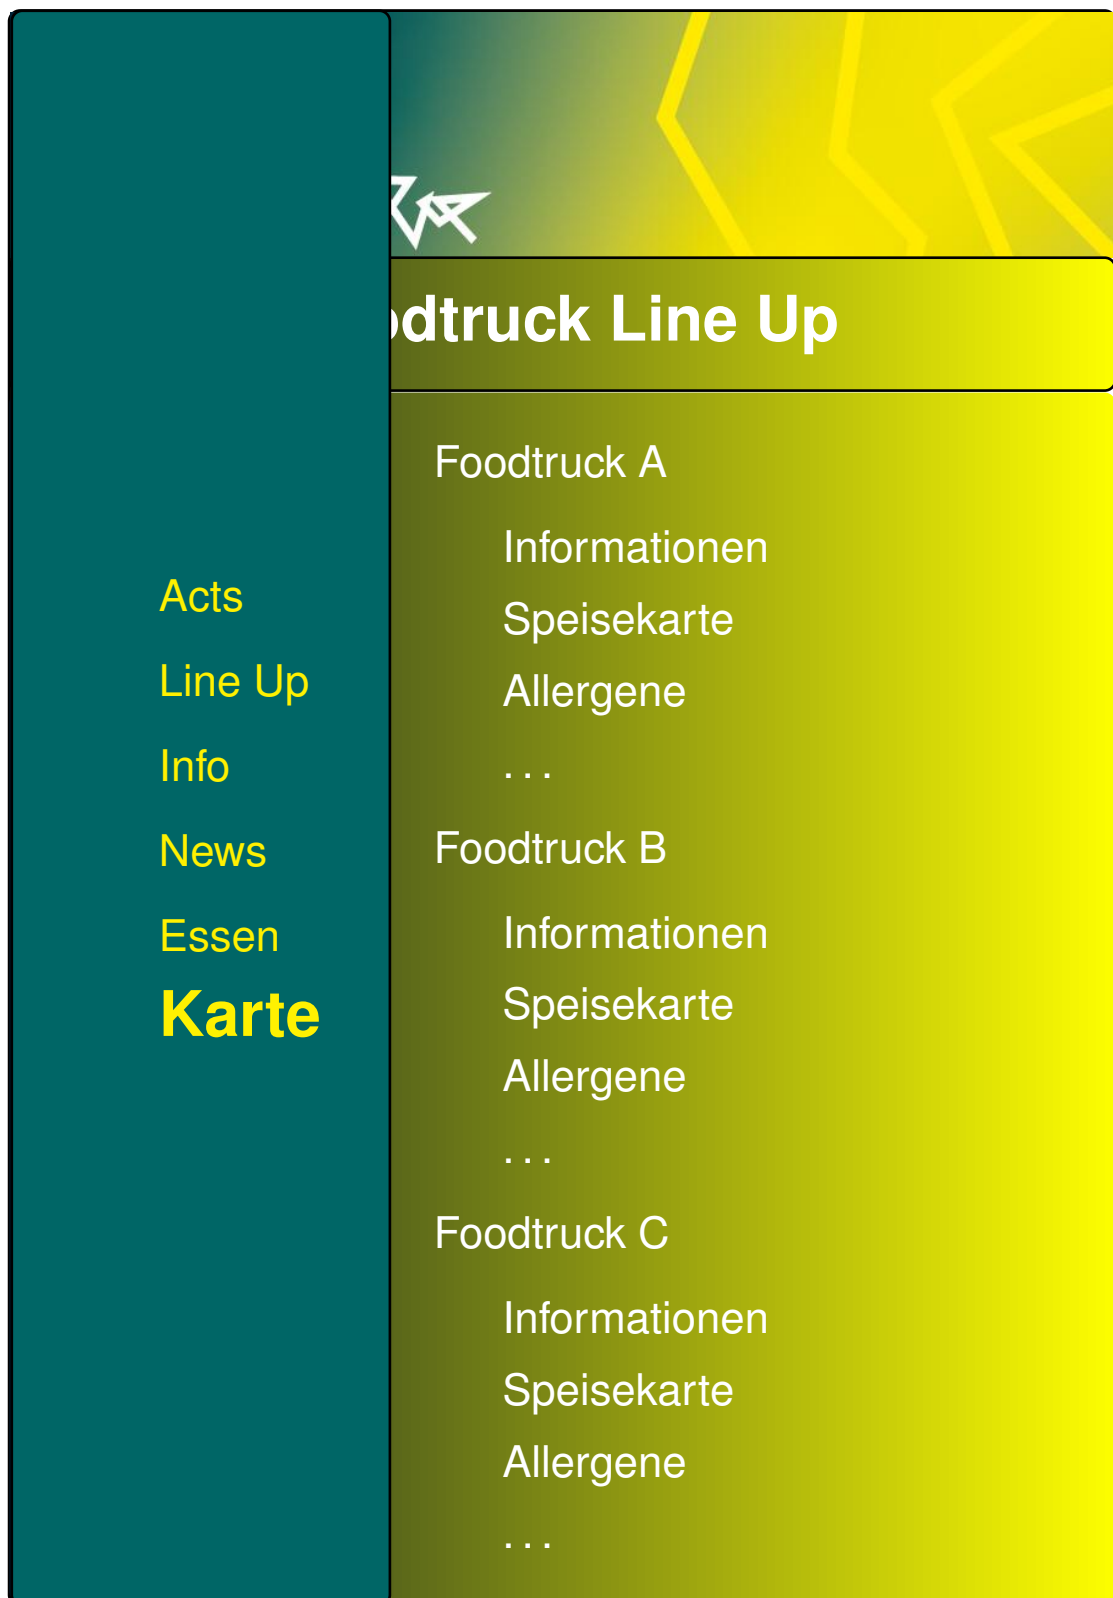 dtruck Line Up
Acts
Line Up
Info
News
Essen
Karte
Foodtruck A
Informationen
Speisekarte
Allergene
. . .
Foodtruck B
Informationen
Speisekarte
Allergene
. . .
Foodtruck C
Informationen
Speisekarte
Allergene
. . .